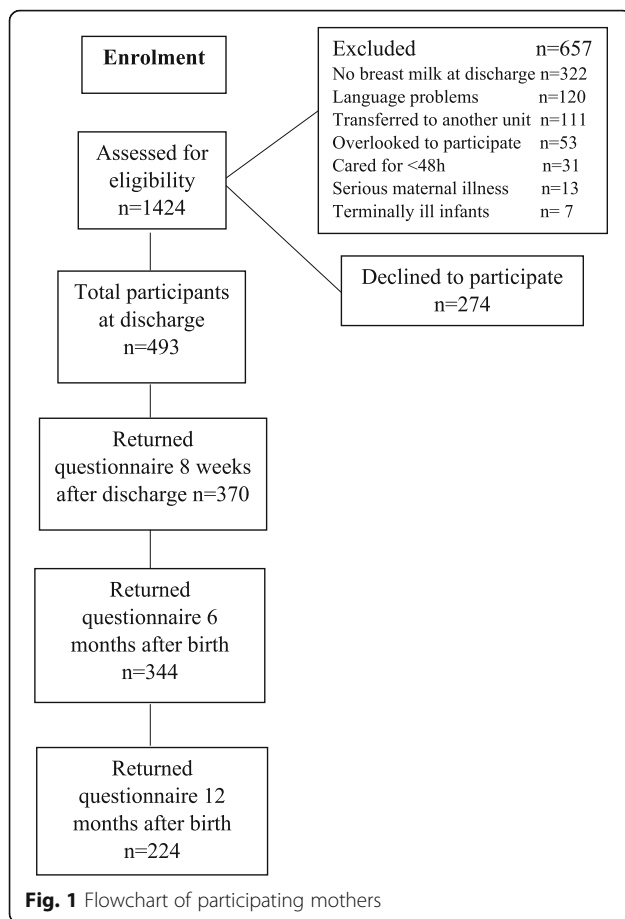 Enrolment
Excluded n=657
No breast milk at discharge n=322
Language problems n=120
Transferred to another unit n=111
Overlooked to participate n=53
Cared for <48h n=31
Serious maternal illness n=13
Terminally ill infants n= 7
Assessed for
eligibility
n=1424
Declined to participate
n=274
Total participants
at discharge
n=493
Returned
questionnaire 8 weeks
after discharge n=370
Returned
questionnaire 6
months after birth
n=344
Returned
questionnaire 12
months after birth
n=224
Fig. 1 Flowchart of participating mothers